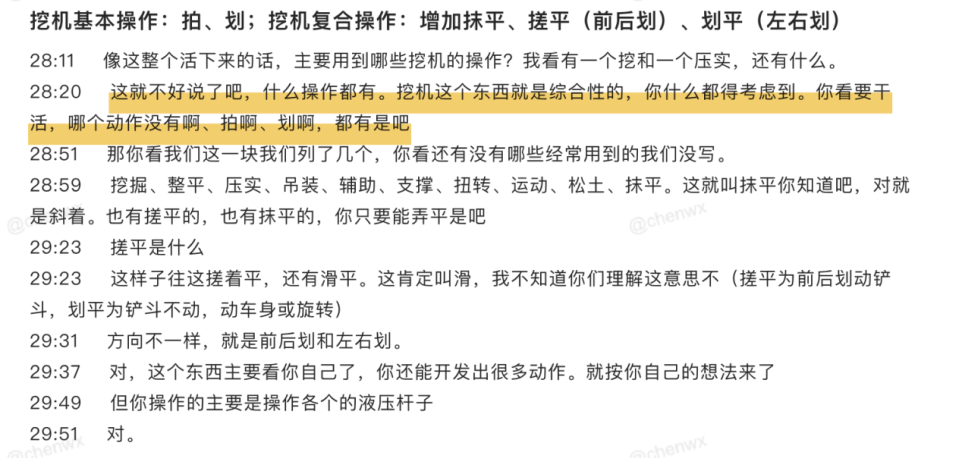 挖机基本操作：拍、划；挖机复合操作：增加抹平、搓平（前后划）、划平（左右划）
28:11 像这整个活下来的话，主要用到哪些挖机的操作？我看有一个挖和一个压实，还有什么。
28:20 这就不好说了吧，什么操作都有。挖机这个东西就是综合性的，你什么都得考虑到。你看要干
活，哪个动作没有啊、拍啊、划啊，都有是吧
28:51 那你看我们这一块我们列了几个，你看还有没有哪些经常用到的我们没写。
28:59 挖掘、整平、压实、吊装、辅助、支撑、扭转、运动、松土、抹平。这就叫抹平你知道吧，对就
是斜着。也有搓平的，也有抹平的，你只要能弄平是吧
29:23 搓平是什么
29:23 这样子往这搓着平，还有滑平。这肯定叫滑，我不知道你们理解这意思不（搓平为前后划动铲
斗，划平为铲斗不动，动车身或旋转）
29:31 方向不一样，就是前后划和左右划。
29:37 对，这个东西主要看你自己了，你还能开发出很多动作。就按你自己的想法来了
29:49 但你操作的主要是操作各个的液压杆子
29:51 对。
@chenwx
@chenwx
@chenwx
@chenwx